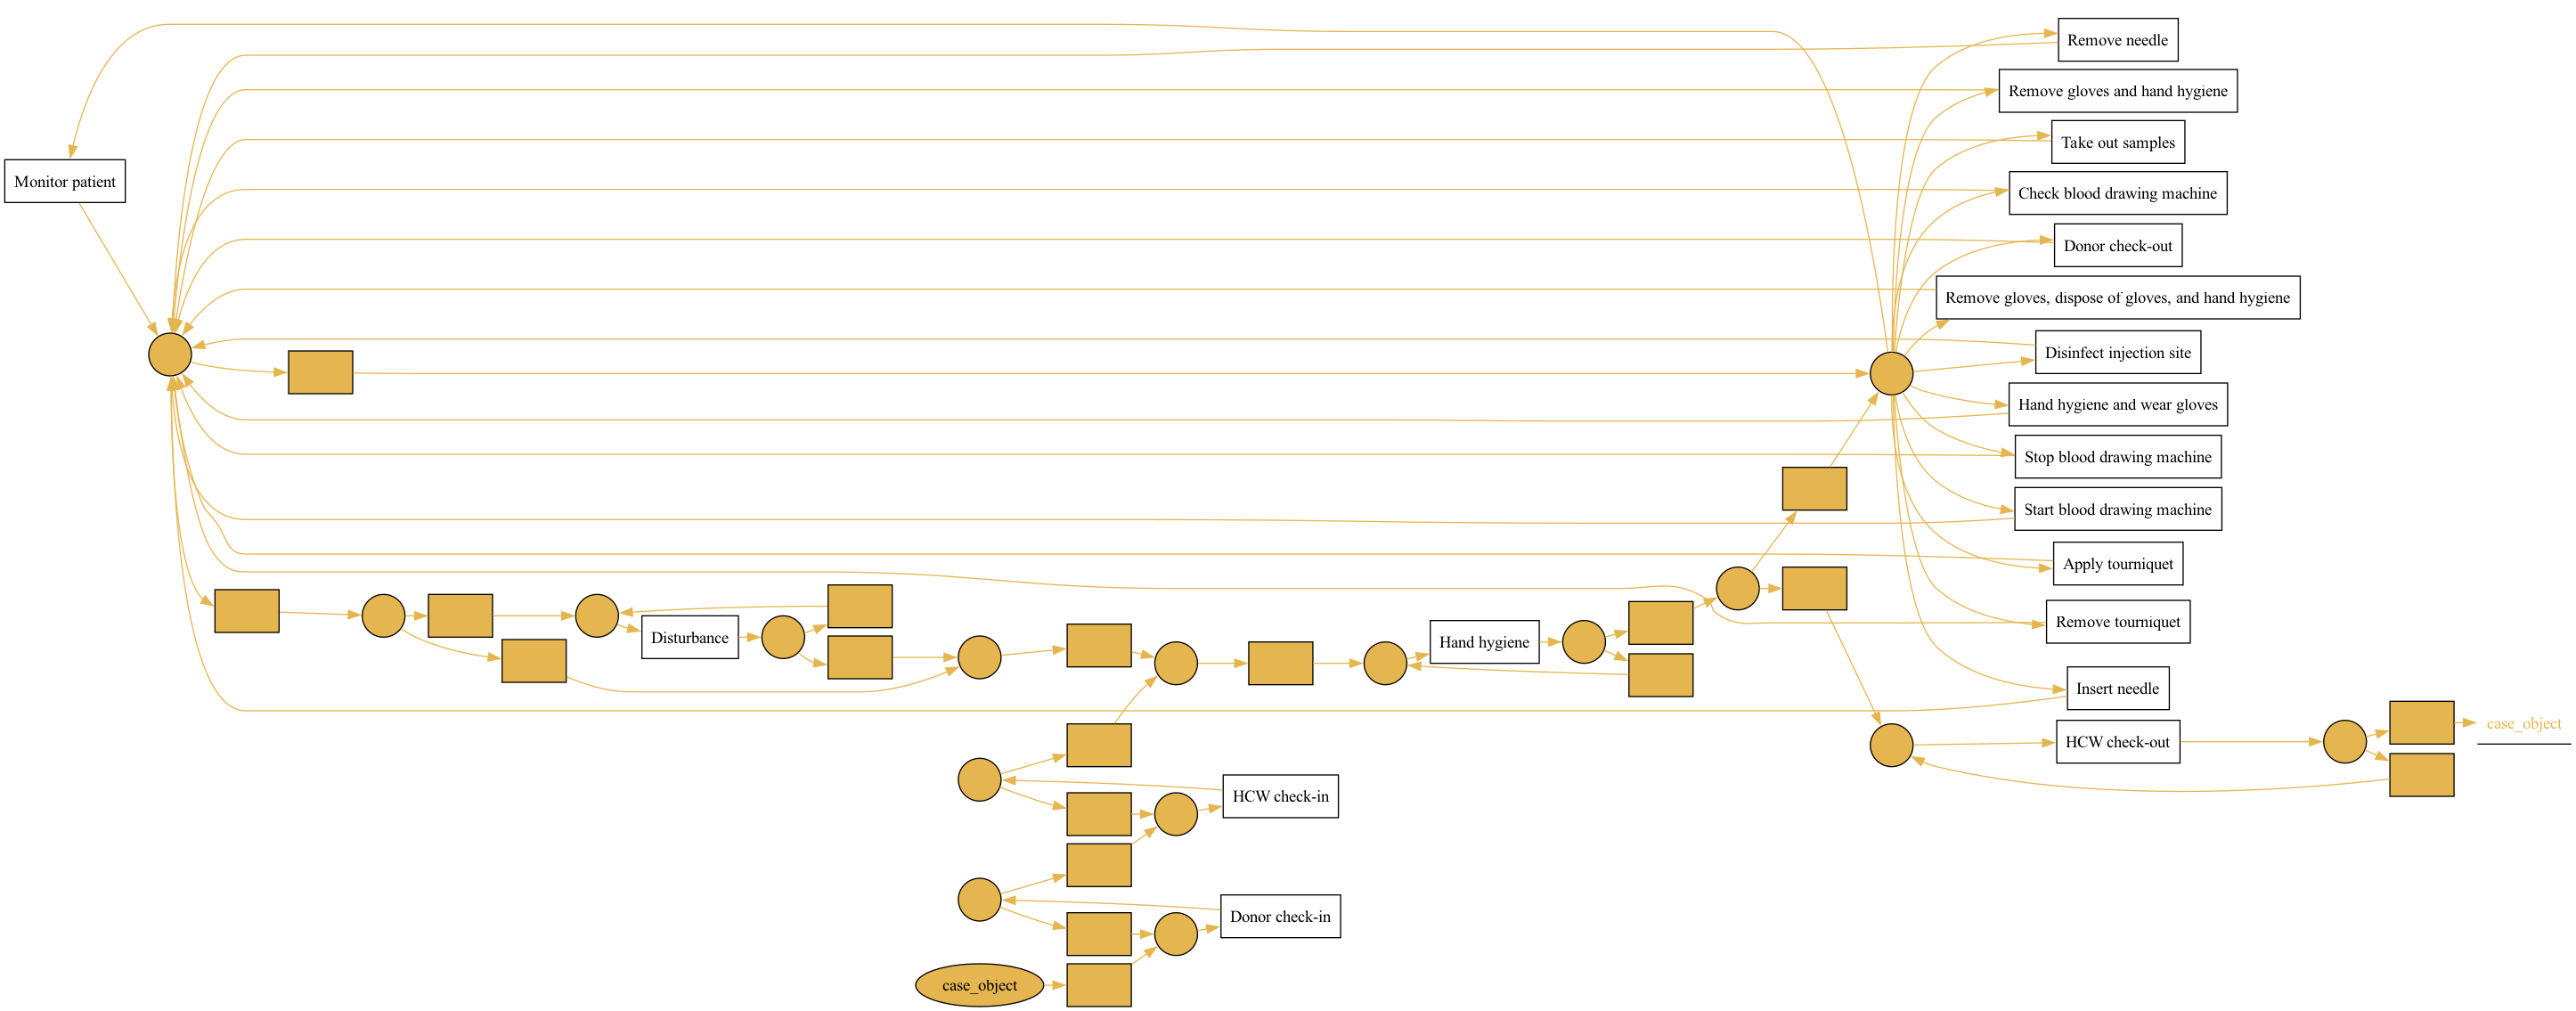 Remove needle
Remove gloves and hand hygiene
Take out samples
Monitor patient
Check blood drawing machine
Donor check-out
Remove gloves, dispose of gloves, and hand hygiene
Disinfect injection site
Hand hygiene and wear gloves
Stop blood drawing machine
Start blood drawing machine
Apply tourniquet
Remove tourniquet
Disturbance
Hand hygiene
Insert needle
case_object
HCW check-out
HCW check-in
Donor check-in
case_object